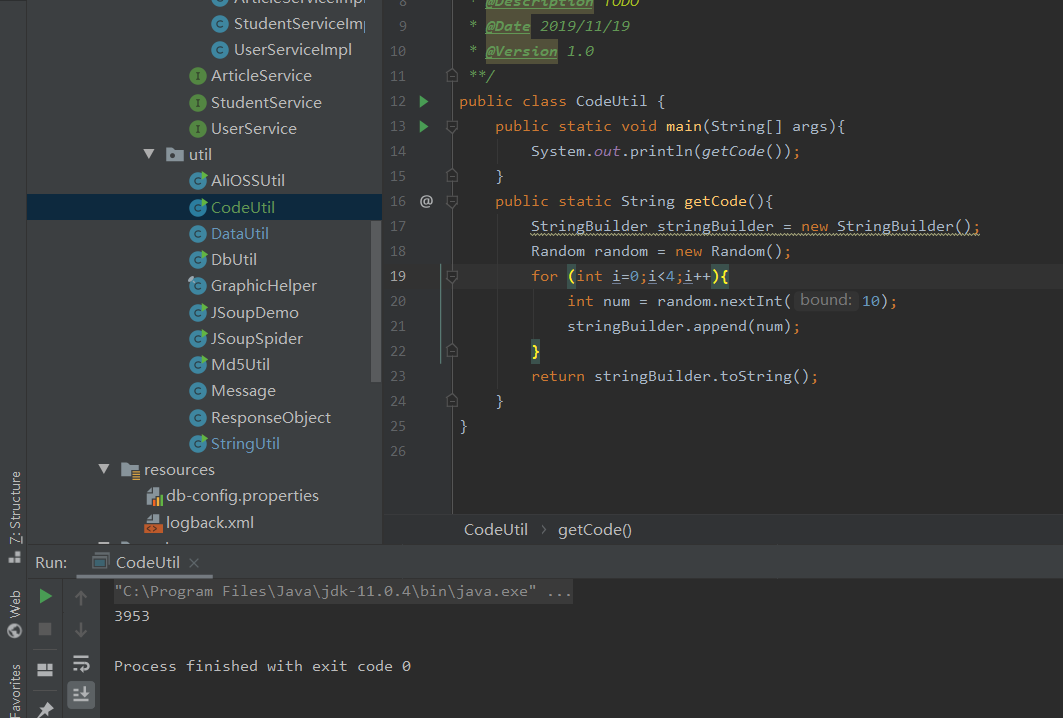 StudentServiceImp
UserServiceImpl
ArticleService
StudentService
UserService
util
AliOSSUtil
CodeUtil
DataUtil
DbUtil
GraphicHelper
JSoupDemo
JSoupSpider
Md5Util
Message
ResponseObject
StringUtil
resources
db-config.properties
logback.xml
8 * @Description TODO
9 * @Date 2019/11/19
10 * @Version 1.0
11 **/
12 public class CodeUtil {
13 public static void main(String[] args){
14 System.out.println(getCode());
15 }
16 @ public static String getCode(){
17 StringBuilder stringBuilder = new StringBuilder();
18 Random random = new Random();
19 for (int i=0;i<4;i++){
20 int num = random.nextInt( bound: 10);
21 stringBuilder.append(num);
22 }
23 return stringBuilder.toString();
24 }
25 }
26
CodeUtil › getCode()
Z: Structure
Web
Favorites
Run: CodeUtil ×
"C:\Program Files\Java\jdk-11.0.4\bin\java.exe" ...
3953
Process finished with exit code 0